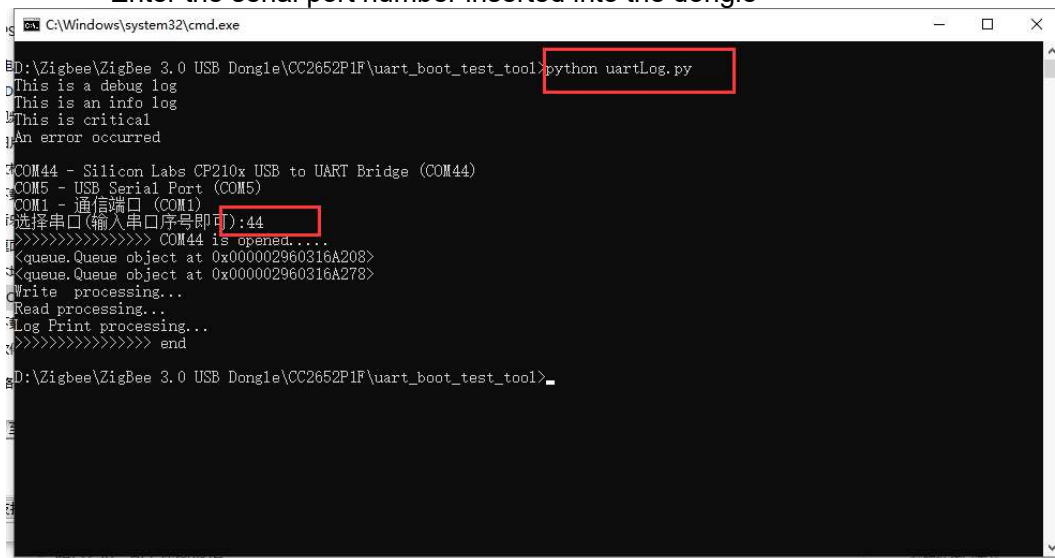 Enter the serial port number inserted into the dongle
C:\Windows\system32\cmd.exe
D:\Zigbee\ZigBee 3.0 USB Dongle\CC2652P1F\uart_boot_test_tool>python uartLog.py
This is a debug log
This is an info log
This is critical
An error occurred
COM44 - Silicon Labs CP210x USB to UART Bridge (COM44)
COM5 - USB Serial Port (COM5)
COM1 - 通信端口 (COM1)
选择串口(输入串口序号即可):44
>>>>>>>>>>>>>>>> COM44 is opened.....
<queue.Queue object at 0x000002960316A208>
<queue.Queue object at 0x000002960316A278>
Write  processing...
Read processing...
Log Print processing...
>>>>>>>>>>>>>>>> end
D:\Zigbee\ZigBee 3.0 USB Dongle\CC2652P1F\uart_boot_test_tool>